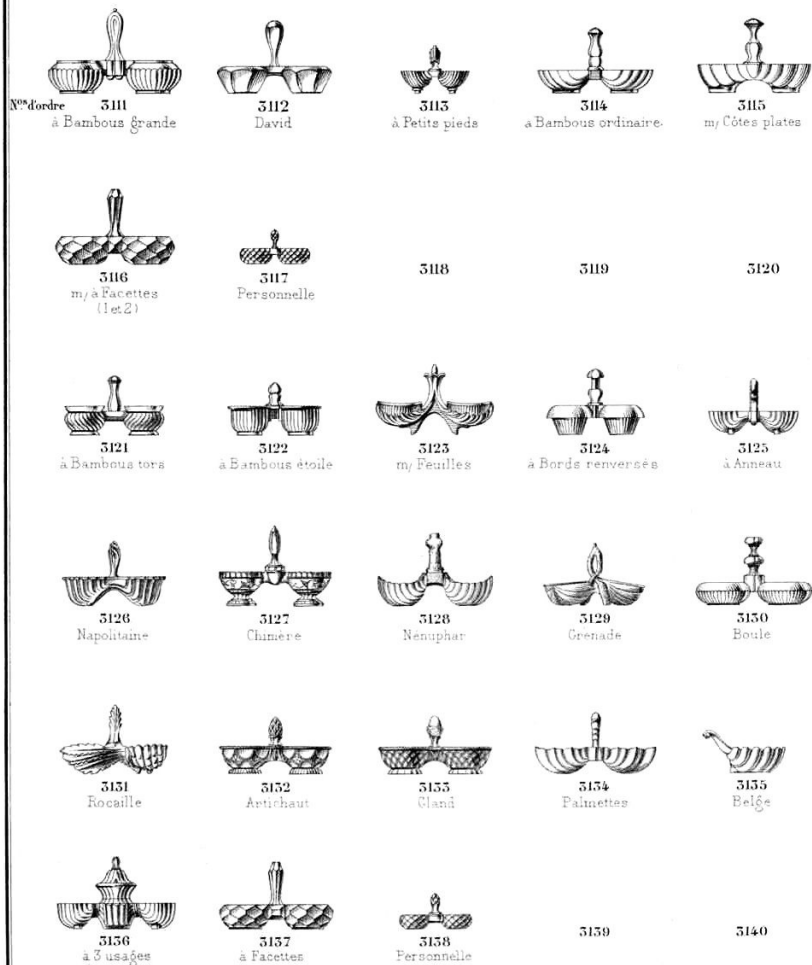 Nos d'ordre 3111 3112 3113 3114 3115
à Bambous grande David à Petits pieds a Bambous ordinaire. m/ Côtes plates
3116 3117 3118 3119 3120
m/ à Facettes Personnelle
(1 et 2)
3121 3122 3123 3124 3125
à Bambous tors à Bambous étoile m/ Feuilles à Bords renversés à Anneau
3126 3127 3128 3129 3130
Napolitaine Chimère Nénuphar Grenade Boule
3131 3132 3133 3134 3135
Rocaille Artichaut Gland Palmettes Belge
3136 3137 3138 3139 3140
à 3 usages à Facettes Personnelle